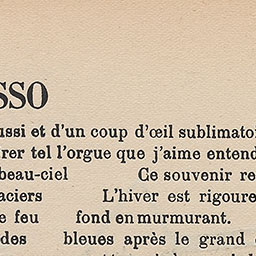 SSO
ussi et d'un coup d'œil sublimatoi
rer tel l'orgue que j'aime entend
beau-ciel Ce souvenir re
aciers L'hiver est rigoure
e feu fond en murmurant.
des bleues après le grand